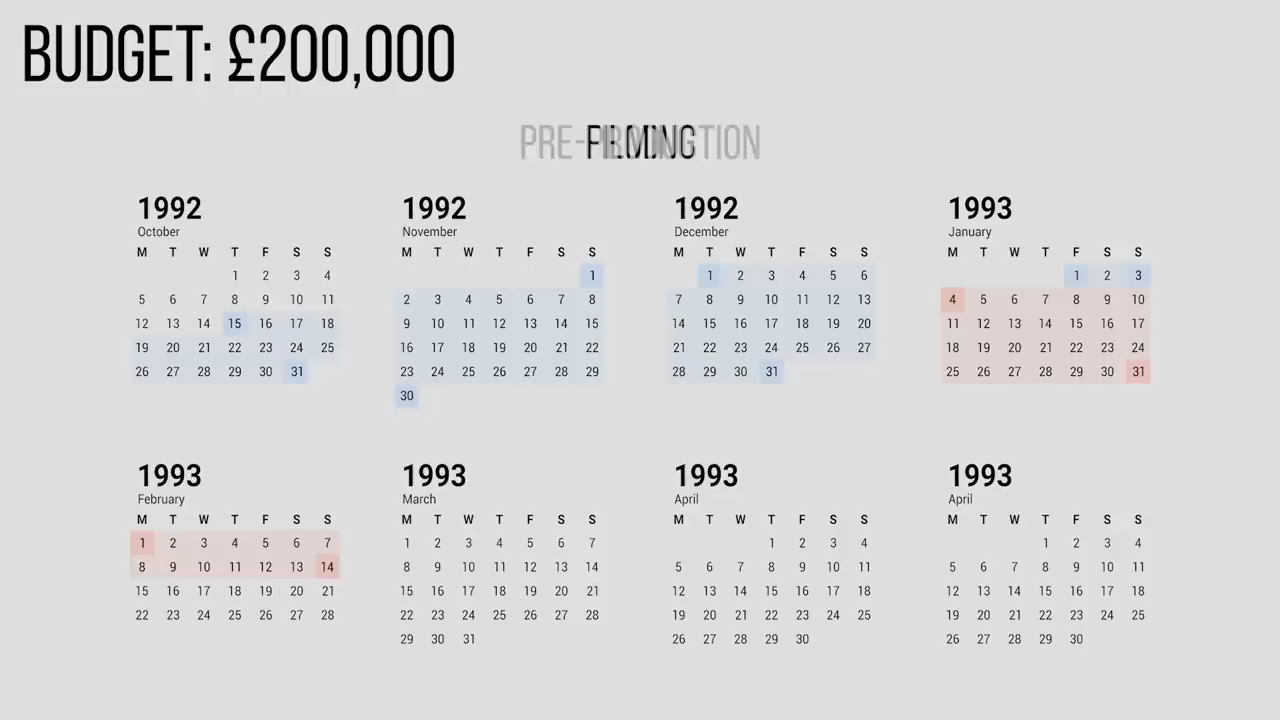 BUDGET: £200,000
PRE-PRODUCTION
FILMING
1992 1992 1992 1993
October November December January
M T W T F S S M T W T F S S M T W T F S S M T W T F S S
1 2 3 4 1 1 2 3 4 5 6 1 2 3
5 6 7 8 9 10 11 2 3 4 5 6 7 8 7 8 9 10 11 12 13 4 5 6 7 8 9 10
12 13 14 15 16 17 18 9 10 11 12 13 14 15 14 15 16 17 18 19 20 11 12 13 14 15 16 17
19 20 21 22 23 24 25 16 17 18 19 20 21 22 21 22 23 24 25 26 27 18 19 20 21 22 23 24
26 27 28 29 30 31 23 24 25 26 27 28 29 28 29 30 31 25 26 27 28 29 30 31
30
1993 1993 1993 1993
February March April April
M T W T F S S M T W T F S S M T W T F S S M T W T F S S
1 2 3 4 5 6 7 1 2 3 4 5 6 7 1 2 3 4 1 2 3 4
8 9 10 11 12 13 14 8 9 10 11 12 13 14 5 6 7 8 9 10 11 5 6 7 8 9 10 11
15 16 17 18 19 20 21 15 16 17 18 19 20 21 12 13 14 15 16 17 18 12 13 14 15 16 17 18
22 23 24 25 26 27 28 22 23 24 25 26 27 28 19 20 21 22 23 24 25 19 20 21 22 23 24 25
29 30 31 26 27 28 29 30 26 27 28 29 30